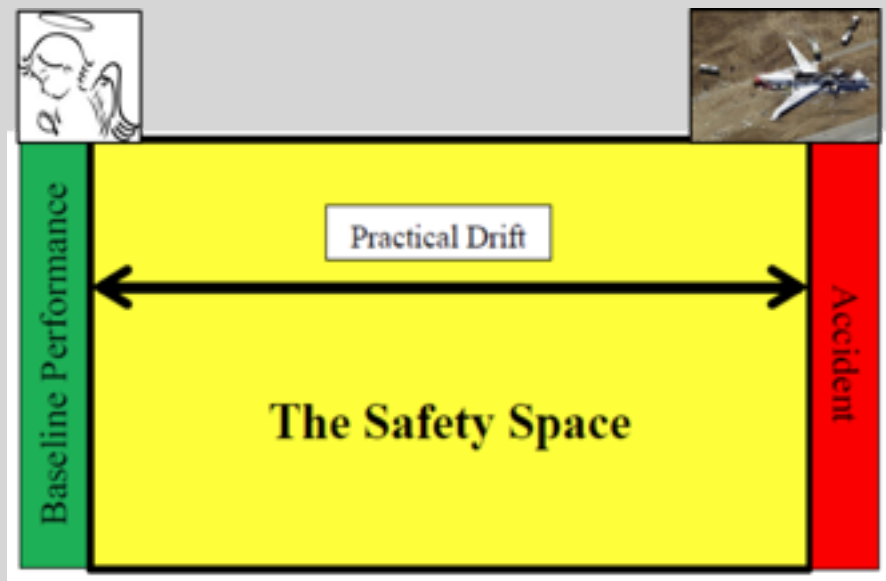 Baseline Performance
Practical Drift
The Safety Space
Accident